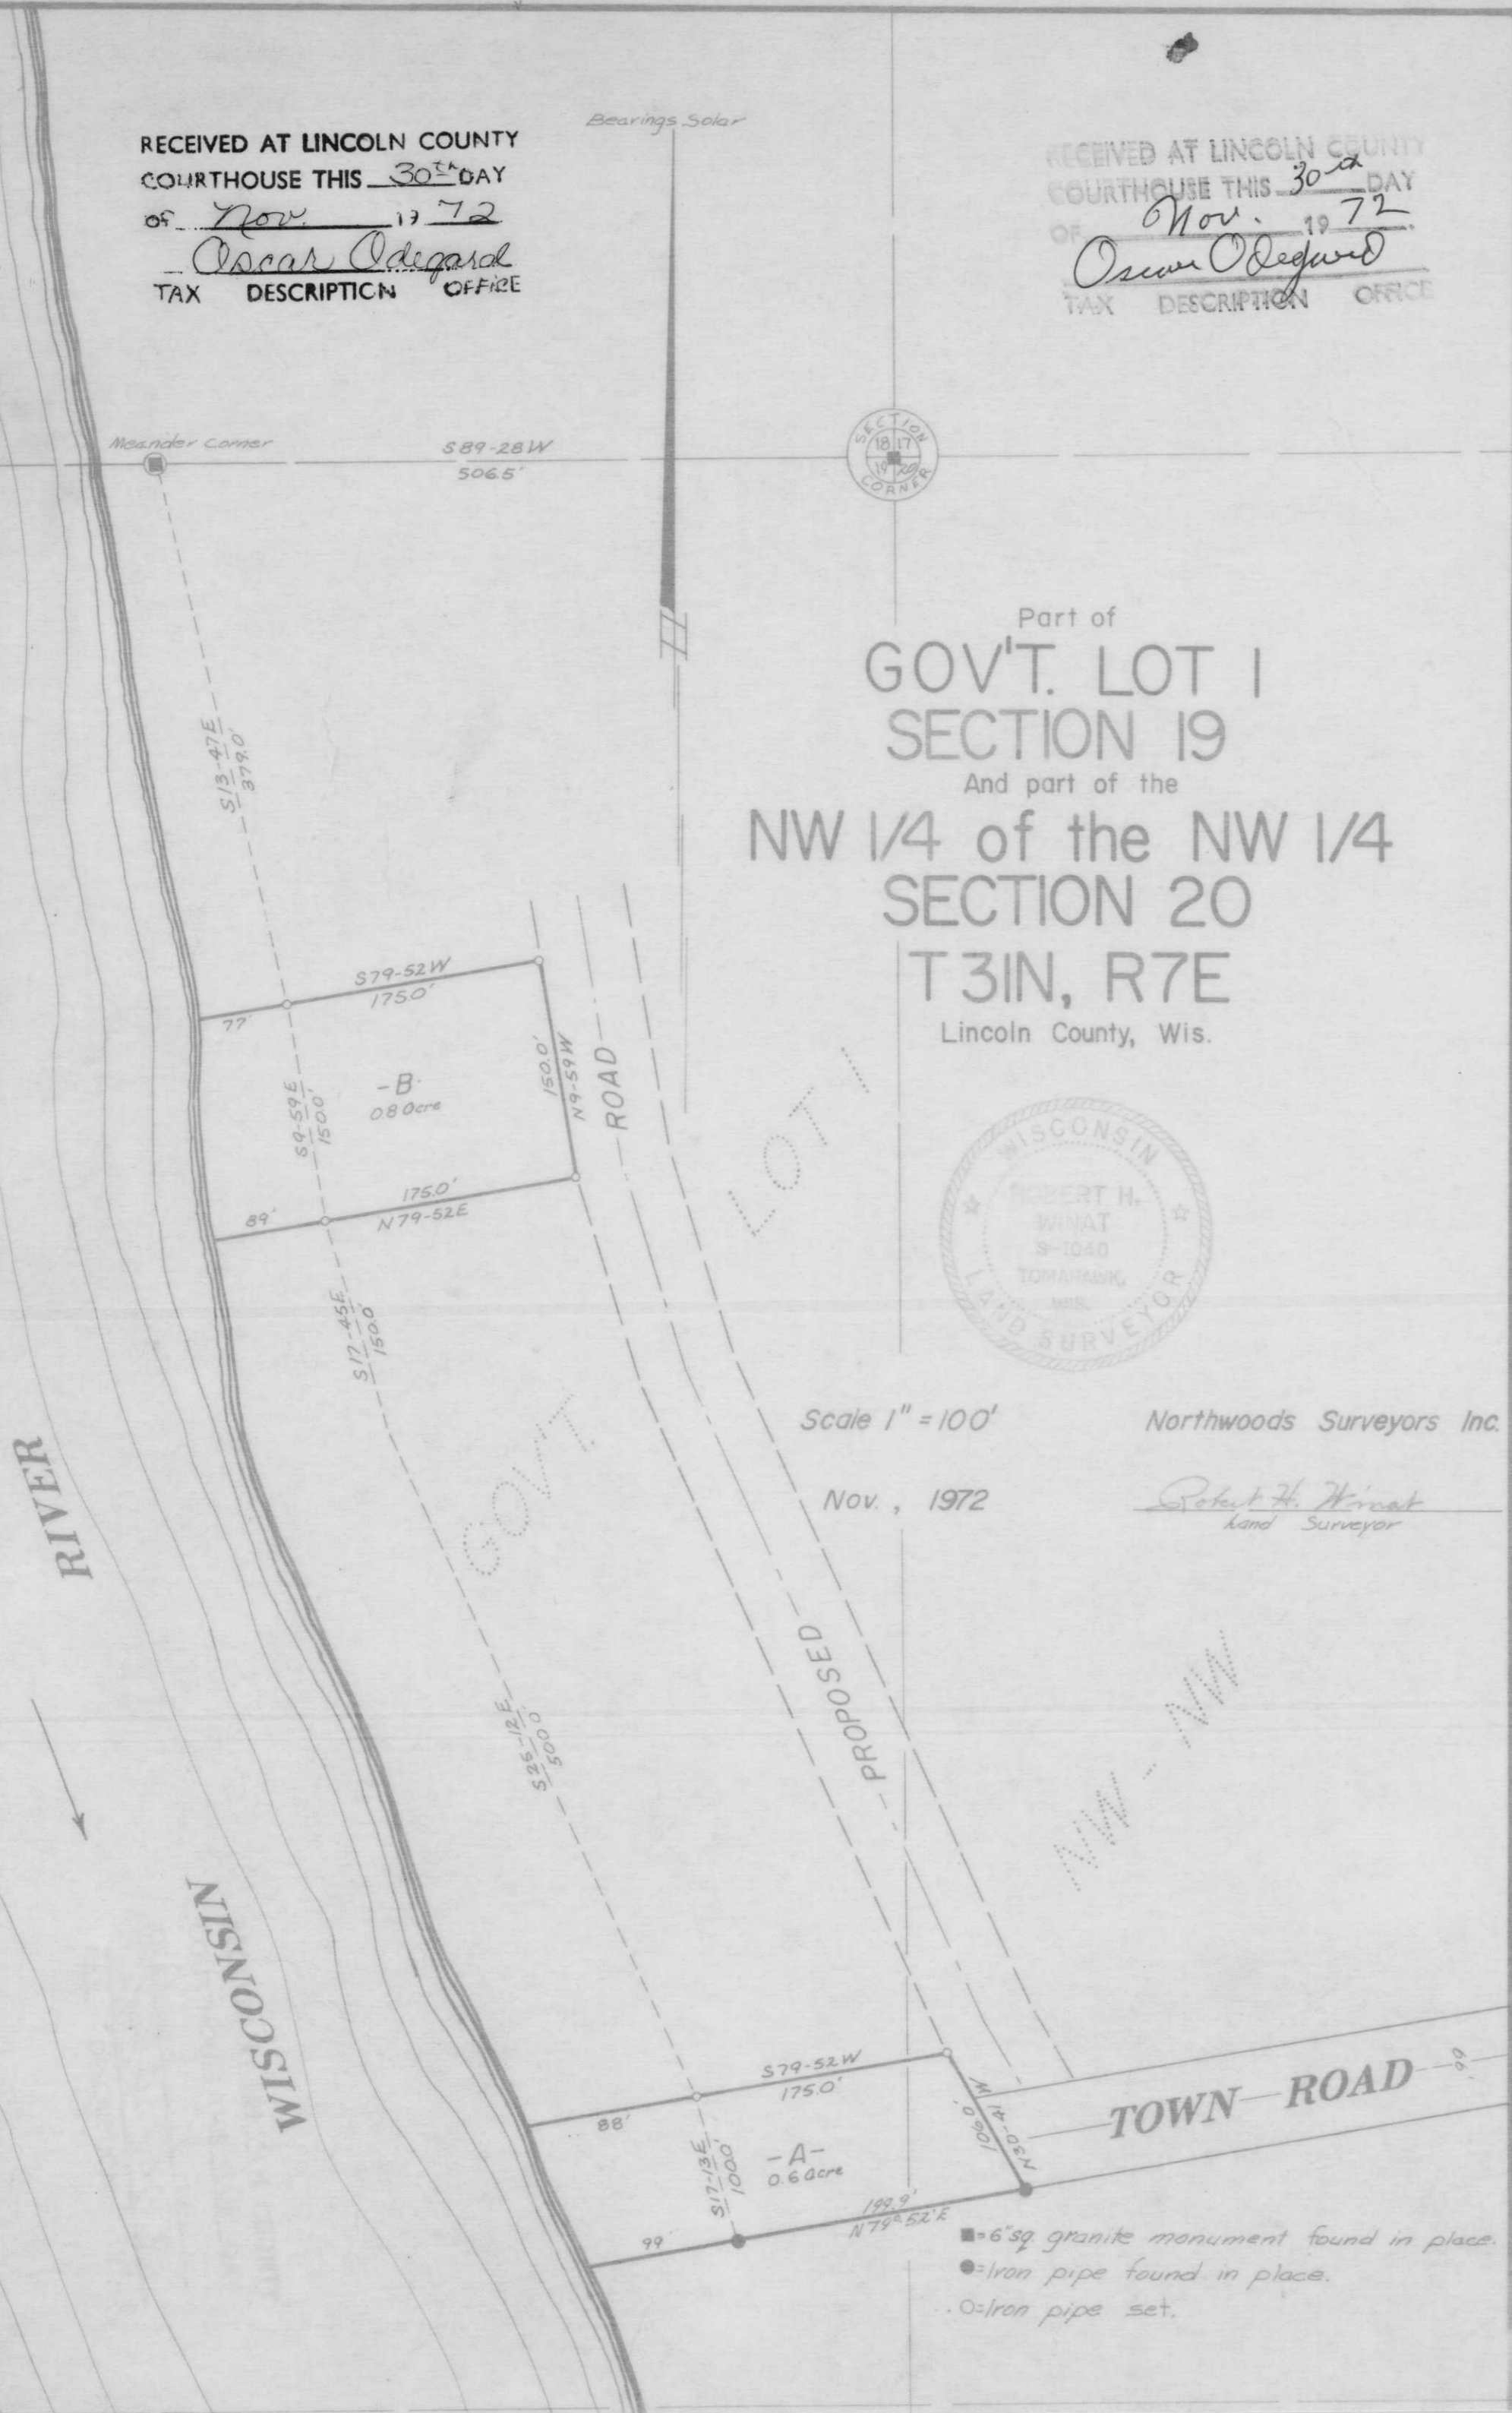 Bearings Solar
RECEIVED AT LINCOLN COUNTY
COURTHOUSE THIS 30th DAY
OF Nov. 19 72
Oscar Odegard
TAX DESCRIPTION OFFICE
RECEIVED AT LINCOLN COUNTY
COURTHOUSE THIS 30th DAY
OF Nov. 19 72
Oscar Odegard
TAX DESCRIPTION OFFICE
Meander Corner
S89-28W
506.5'
SECTION
18 17
19 20
CORNER
Part of
GOV'T. LOT 1
SECTION 19
And part of the
NW 1/4 of the NW 1/4
SECTION 20
T 31N, R7E
Lincoln County, Wis.
S13-47E
379.0'
S79-52W
175.0'
77'
-B-
0.8 acre
S9-59E
150.0'
150.0'
N9-59W
ROAD
LOT 1
175.0'
N79-52E
89'
WISCONSIN
ROBERT H.
WINAT
S-1040
TOMAHAWK,
WIS.
LAND SURVEYOR
S17-45E
150.0'
GOVT
Scale 1" = 100'
Northwoods Surveyors Inc.
Nov., 1972
Robert H. Winat
Land Surveyor
RIVER
PROPOSED
S25-12E
500.0
NW-NW
WISCONSIN
S79-52W
175.0'
88'
N30-41W
106.0'
TOWN ROAD
66'
-A-
0.6 acre
S17-13E
100.0'
199.9'
N79°52'E
99'
■=6"sq. granite monument found in place.
●=Iron pipe found in place.
O=Iron pipe set.